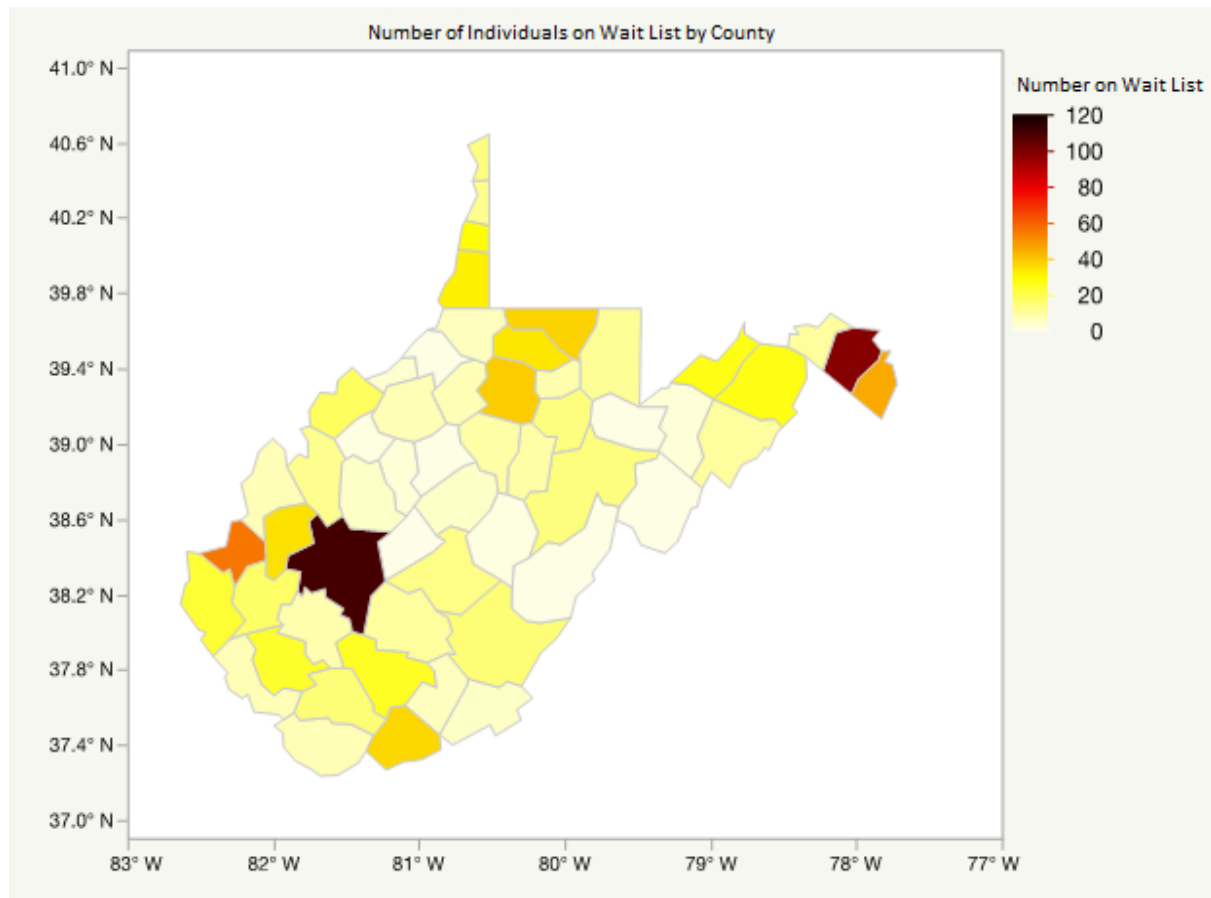 Number of Individuals on Wait List by County
41.0° N
40.6° N
40.2° N
39.8° N
39.4° N
39.0° N
38.6° N
38.2° N
37.8° N
37.4° N
37.0° N
83° W 82° W 81° W 80° W 79° W 78° W 77° W
Number on Wait List
120
100
80
60
40
20
0